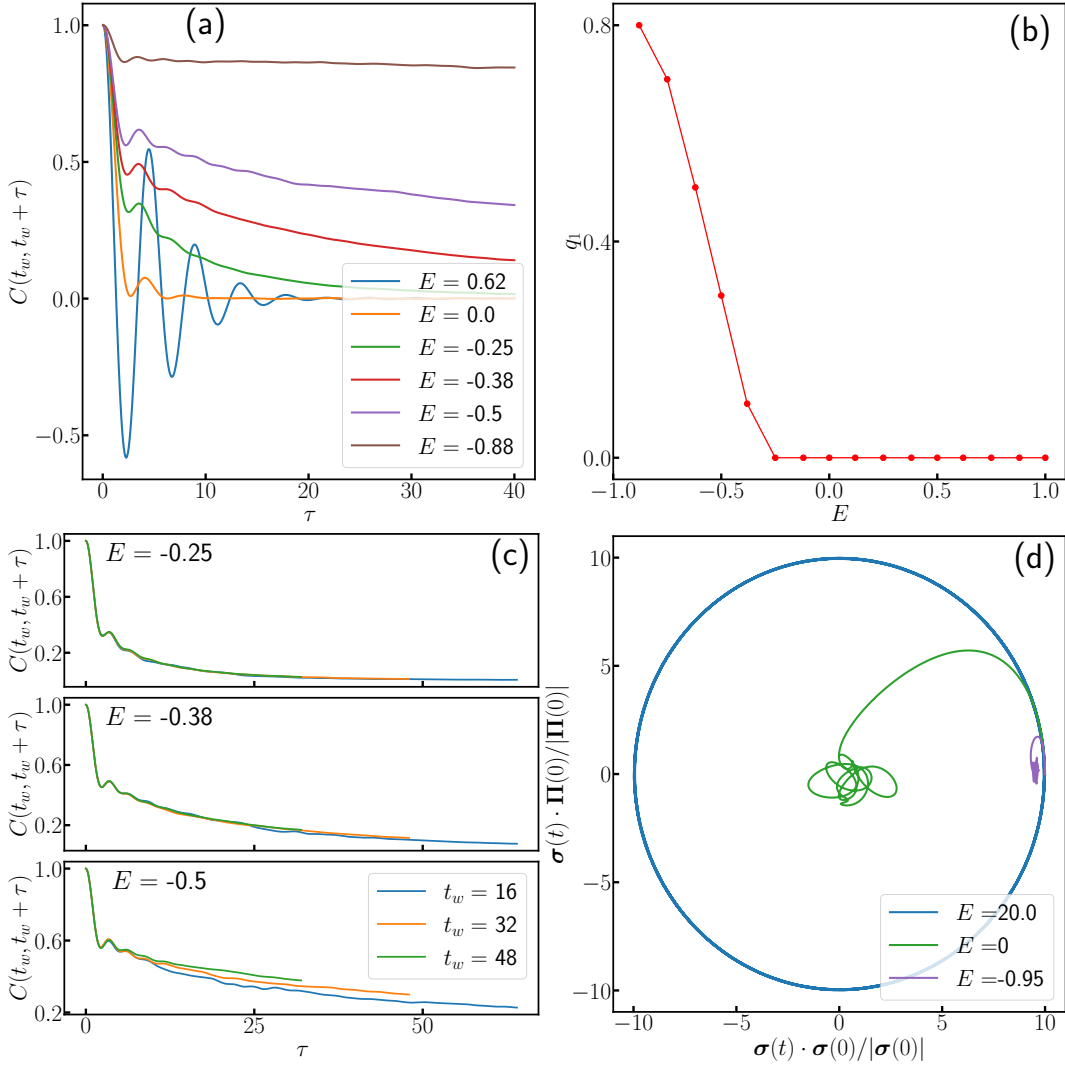 (a)
C(t_w, t_w + τ)
1.0
0.5
0.0
−0.5
E = 0.62
E = 0.0
E = -0.25
E = -0.38
E = -0.5
E = -0.88
0 10 20 30 40
τ
(b)
q_1
0.8
0.4
0.0
−1.0 −0.5 0.0 0.5 1.0
E
(c)
E = -0.25
C(t_w, t_w + τ)
1.0
0.6
0.2
E = -0.38
C(t_w, t_w + τ)
1.0
0.6
0.2
E = -0.5
C(t_w, t_w + τ)
1.0
0.6
0.2
t_w = 16
t_w = 32
t_w = 48
0 25 50
τ
(d)
σ(t) · Π(0)/|Π(0)|
10
5
0
−5
−10
E =20.0
E =0
E =-0.95
−10 −5 0 5 10
σ(t) · σ(0)/|σ(0)|